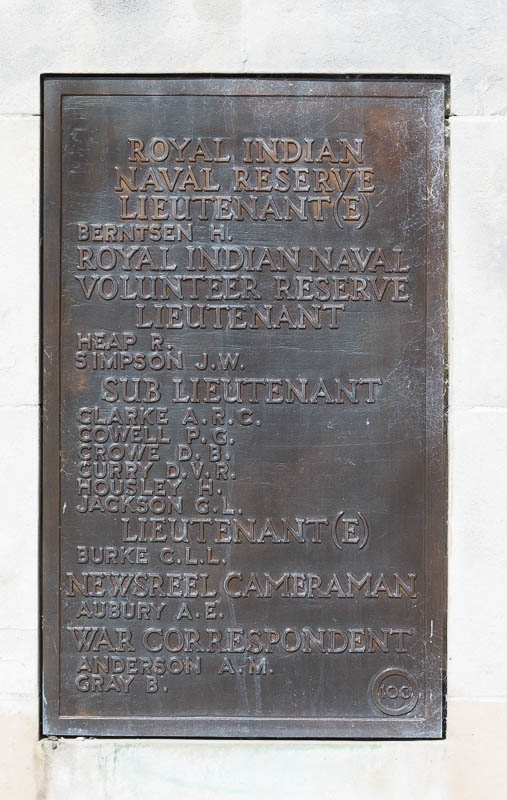 ROYAL INDIAN
NAVAL RESERVE
LIEUTENANT(E)
BERNTSEN H.
ROYAL INDIAN NAVAL
VOLUNTEER RESERVE
LIEUTENANT
HEAP R.
SIMPSON J.W.
SUB LIEUTENANT
CLARKE A.R.C.
COWELL P.G.
CROWE D.B.
CURRY D.V.R.
HOUSLEY H.
JACKSON G.L.
LIEUTENANT(E)
BURKE C.L.L.
NEWSREEL CAMERAMAN
AUBURY A.E.
WAR CORRESPONDENT
ANDERSON A.M.
GRAY B.
100